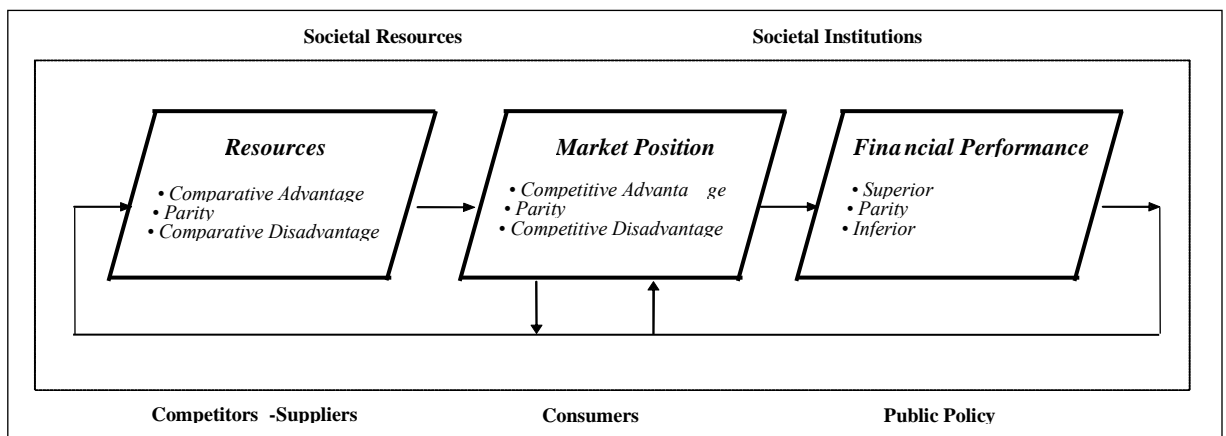 Societal Resources Societal Institutions
Resources
• Comparative Advantage
• Parity
• Comparative Disadvantage
Market Position
• Competitive Advanta ge
• Parity
• Competitive Disadvantage
Fina ncial Performance
• Superior
• Parity
• Inferior
Competitors -Suppliers Consumers Public Policy